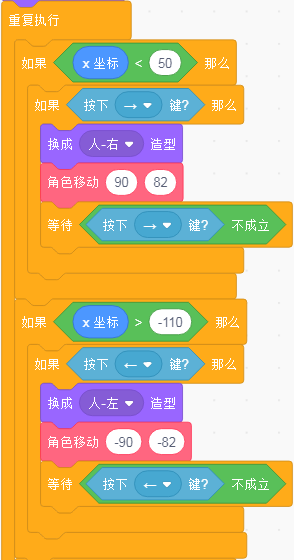 重复执行
如果 x 坐标 < 50 那么
如果 按下 → 键? 那么
换成 人-右 造型
角色移动 90 82
等待 按下 → 键? 不成立
如果 x 坐标 > -110 那么
如果 按下 ← 键? 那么
换成 人-左 造型
角色移动 -90 -82
等待 按下 ← 键? 不成立